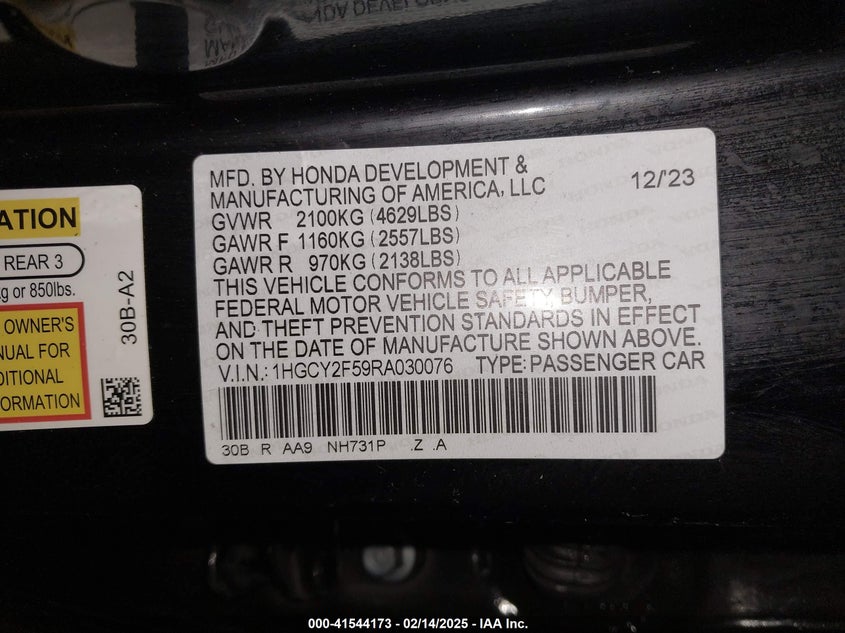 MFD. BY HONDA DEVELOPMENT &
MANUFACTURING OF AMERICA, LLC
12/'23
GVWR 2100KG (4629LBS)
GAWR F 1160KG (2557LBS)
GAWR R 970KG (2138LBS)
THIS VEHICLE CONFORMS TO ALL APPLICABLE
FEDERAL MOTOR VEHICLE SAFETY BUMPER,
AND THEFT PREVENTION STANDARDS IN EFFECT
ON THE DATE OF MANUFACTURE SHOWN ABOVE.
V.I.N.: 1HGCY2F59RA030076 TYPE: PASSENGER CAR
30B R AA9 NH731P .Z .A
ATION
REAR 3
kg or 850lbs.
OWNER'S
NUAL FOR
DITIONAL
FORMATION
30B-A2
000-41544173 - 02/14/2025 - IAA Inc.